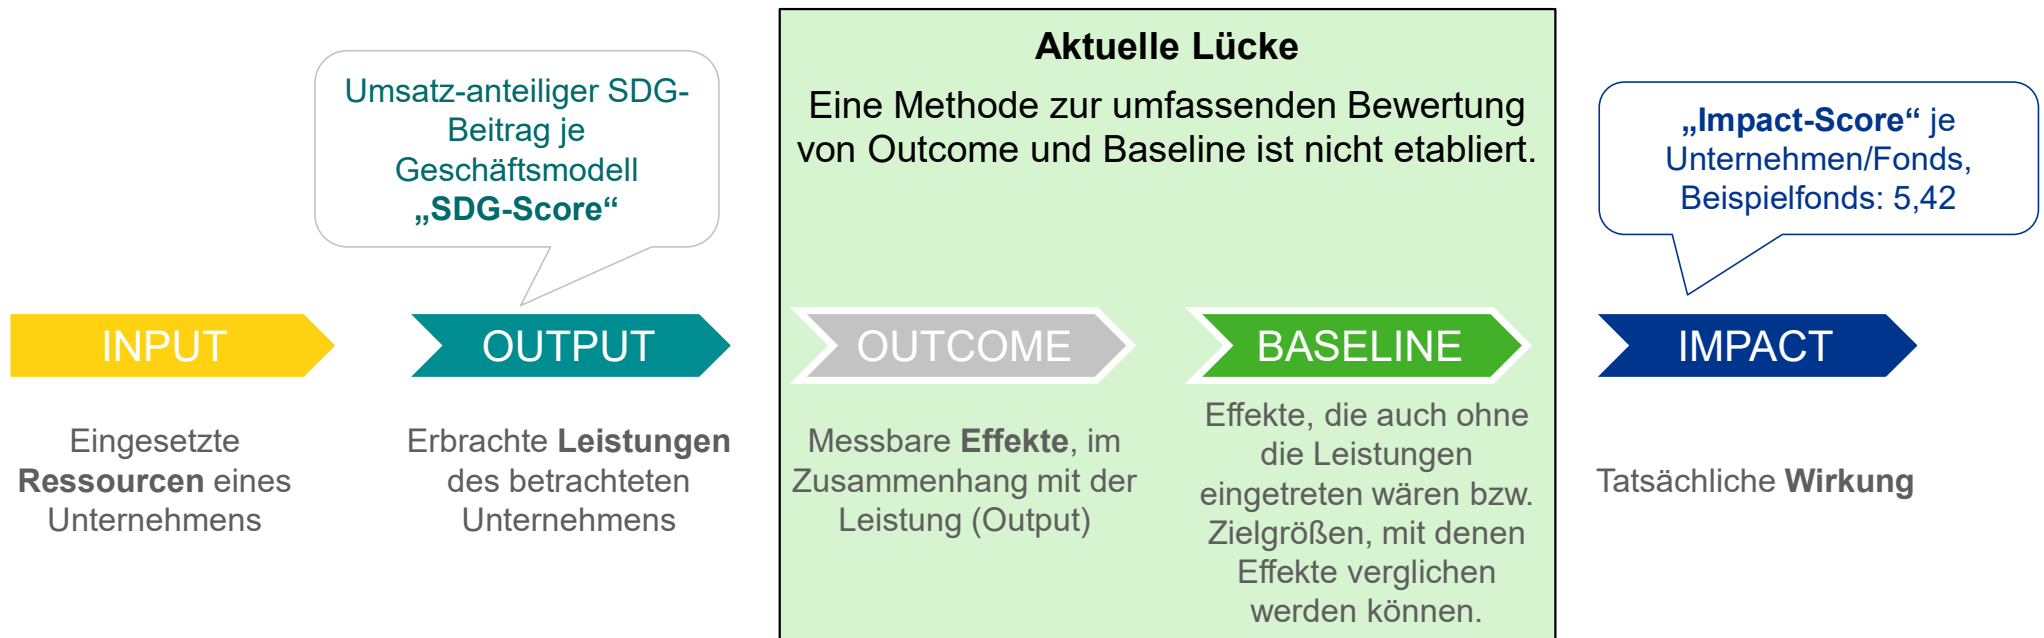 Umsatz-anteiliger SDG-
Beitrag je
Geschäftsmodell
„SDG-Score“
Aktuelle Lücke
Eine Methode zur umfassenden Bewertung
von Outcome und Baseline ist nicht etabliert.
„Impact-Score“ je
Unternehmen/Fonds,
Beispielfonds: 5,42
INPUT
OUTPUT
OUTCOME
BASELINE
IMPACT
Eingesetzte
Ressourcen eines
Unternehmens
Erbrachte Leistungen
des betrachteten
Unternehmens
Messbare Effekte, im
Zusammenhang mit der
Leistung (Output)
Effekte, die auch ohne
die Leistungen
eingetreten wären bzw.
Zielgrößen, mit denen
Effekte verglichen
werden können.
Tatsächliche Wirkung